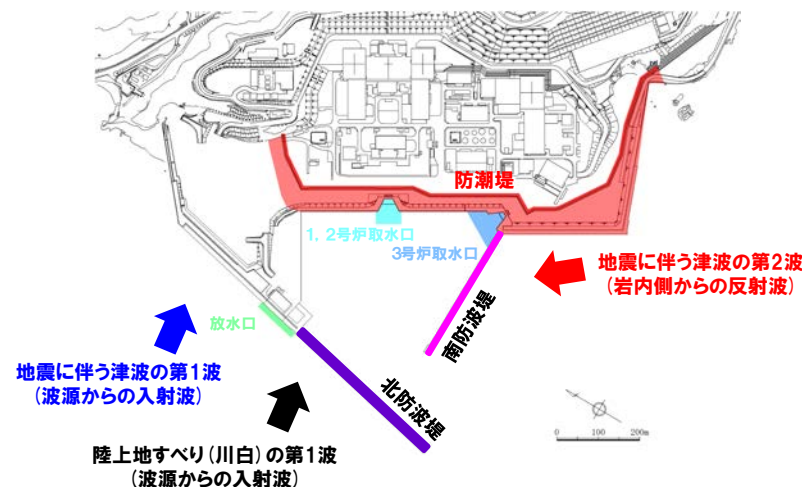 防潮堤
1, 2号炉取水口
3号炉取水口
地震に伴う津波の第2波
(岩内側からの反射波)
放水口
南防波堤
地震に伴う津波の第1波
(波源からの入射波)
北防波堤
陸上地すべり(川白)の第1波
(波源からの入射波)
0 100 200m